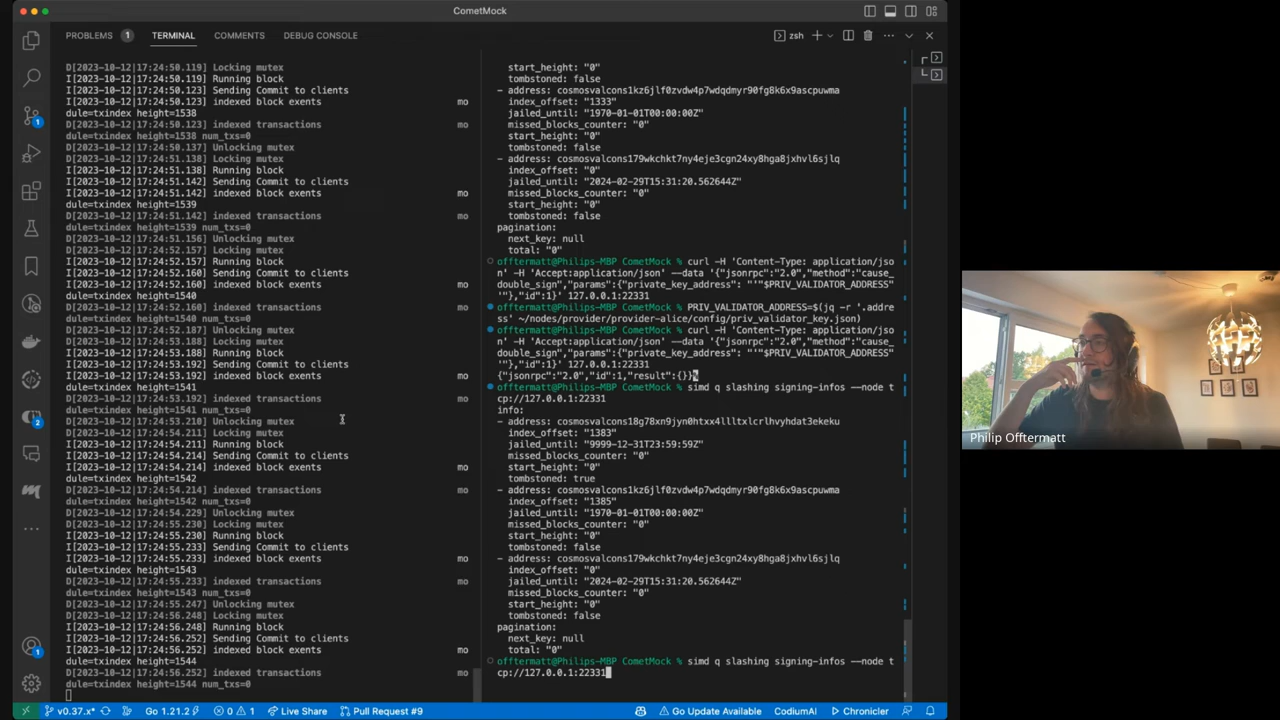 CometMock
PROBLEMS 1 TERMINAL COMMENTS DEBUG CONSOLE
zsh
D[2023-10-12|17:24:50.119] Locking mutex
I[2023-10-12|17:24:50.119] Running block
I[2023-10-12|17:24:50.123] Sending Commit to clients
I[2023-10-12|17:24:50.123] indexed block exents mo
dule=txindex height=1538
D[2023-10-12|17:24:50.123] indexed transactions mo
dule=txindex height=1538 num_txs=0
D[2023-10-12|17:24:50.137] Unlocking mutex
D[2023-10-12|17:24:51.138] Locking mutex
I[2023-10-12|17:24:51.142] Running block
I[2023-10-12|17:24:51.142] Sending Commit to clients
I[2023-10-12|17:24:51.142] indexed block exents mo
dule=txindex height=1539
D[2023-10-12|17:24:51.142] indexed transactions mo
dule=txindex height=1539 num_txs=0
D[2023-10-12|17:24:51.156] Unlocking mutex
D[2023-10-12|17:24:52.157] Locking mutex
I[2023-10-12|17:24:52.157] Running block
I[2023-10-12|17:24:52.160] Sending Commit to clients
I[2023-10-12|17:24:52.160] indexed block exents mo
dule=txindex height=1540
D[2023-10-12|17:24:52.160] indexed transactions mo
dule=txindex height=1540 num_txs=0
D[2023-10-12|17:24:52.187] Unlocking mutex
D[2023-10-12|17:24:53.188] Locking mutex
I[2023-10-12|17:24:53.188] Running block
I[2023-10-12|17:24:53.192] Sending Commit to clients
I[2023-10-12|17:24:53.192] indexed block exents mo
dule=txindex height=1541
D[2023-10-12|17:24:53.192] indexed transactions mo
dule=txindex height=1541 num_txs=0
D[2023-10-12|17:24:53.210] Unlocking mutex
D[2023-10-12|17:24:54.211] Locking mutex
I[2023-10-12|17:24:54.211] Running block
I[2023-10-12|17:24:54.214] Sending Commit to clients
I[2023-10-12|17:24:54.214] indexed block exents mo
dule=txindex height=1542
D[2023-10-12|17:24:54.214] indexed transactions mo
dule=txindex height=1542 num_txs=0
D[2023-10-12|17:24:54.229] Unlocking mutex
D[2023-10-12|17:24:55.230] Locking mutex
I[2023-10-12|17:24:55.230] Running block
I[2023-10-12|17:24:55.233] Sending Commit to clients
I[2023-10-12|17:24:55.233] indexed block exents mo
dule=txindex height=1543
D[2023-10-12|17:24:55.233] indexed transactions mo
dule=txindex height=1543 num_txs=0
D[2023-10-12|17:24:55.247] Unlocking mutex
D[2023-10-12|17:24:56.248] Locking mutex
I[2023-10-12|17:24:56.248] Running block
I[2023-10-12|17:24:56.252] Sending Commit to clients
I[2023-10-12|17:24:56.252] indexed block exents mo
dule=txindex height=1544
D[2023-10-12|17:24:56.252] indexed transactions mo
dule=txindex height=1544 num_txs=0
start_height: "0"
tombstoned: false
- address: cosmosvalcons1kz6jlf0zvdw4p7wdqdmyr90fg8k6x9ascpuwma
index_offset: "1333"
jailed_until: "1970-01-01T00:00:00Z"
missed_blocks_counter: "0"
start_height: "0"
tombstoned: false
- address: cosmosvalcons179wkchkt7ny4eje3cgn24xy8hga8jxhvl6sjlq
index_offset: "0"
jailed_until: "2024-02-29T15:31:20.562644Z"
missed_blocks_counter: "0"
start_height: "0"
tombstoned: false
pagination:
next_key: null
total: "0"
offtermatt@Philips-MBP CometMock % curl -H 'Content-Type: application/jso
n' -H 'Accept:application/json' --data '{"jsonrpc":"2.0","method":"cause_
double_sign","params":{"private_key_address": "'"$PRIV_VALIDATOR_ADDRESS"
'"},"id":1}' 127.0.0.1:22331
offtermatt@Philips-MBP CometMock % PRIV_VALIDATOR_ADDRESS=$(jq -r '.addre
ss' ~/nodes/provider/provider-alice/config/priv_validator_key.json)
offtermatt@Philips-MBP CometMock % curl -H 'Content-Type: application/jso
n' -H 'Accept:application/json' --data '{"jsonrpc":"2.0","method":"cause_
double_sign","params":{"private_key_address": "'"$PRIV_VALIDATOR_ADDRESS"
'"},"id":1}' 127.0.0.1:22331
{"jsonrpc":"2.0","id":1,"result":{}}%
offtermatt@Philips-MBP CometMock % simd q slashing signing-infos --node t
cp://127.0.0.1:22331
info:
- address: cosmosvalcons18g78xn9jyn0htxx4llltxlcrlhvyhdat3ekeku
index_offset: "1383"
jailed_until: "9999-12-31T23:59:59Z"
missed_blocks_counter: "0"
start_height: "0"
tombstoned: true
- address: cosmosvalcons1kz6jlf0zvdw4p7wdqdmyr90fg8k6x9ascpuwma
index_offset: "1385"
jailed_until: "1970-01-01T00:00:00Z"
missed_blocks_counter: "0"
start_height: "0"
tombstoned: false
- address: cosmosvalcons179wkchkt7ny4eje3cgn24xy8hga8jxhvl6sjlq
index_offset: "0"
jailed_until: "2024-02-29T15:31:20.562644Z"
missed_blocks_counter: "0"
start_height: "0"
tombstoned: false
pagination:
next_key: null
total: "0"
offtermatt@Philips-MBP CometMock % simd q slashing signing-infos --node t
cp://127.0.0.1:22331
Philip Offtermatt
v0.37.x* Go 1.21.2 0 1 Live Share Pull Request #9 Go Update Available CodiumAI Chronicler